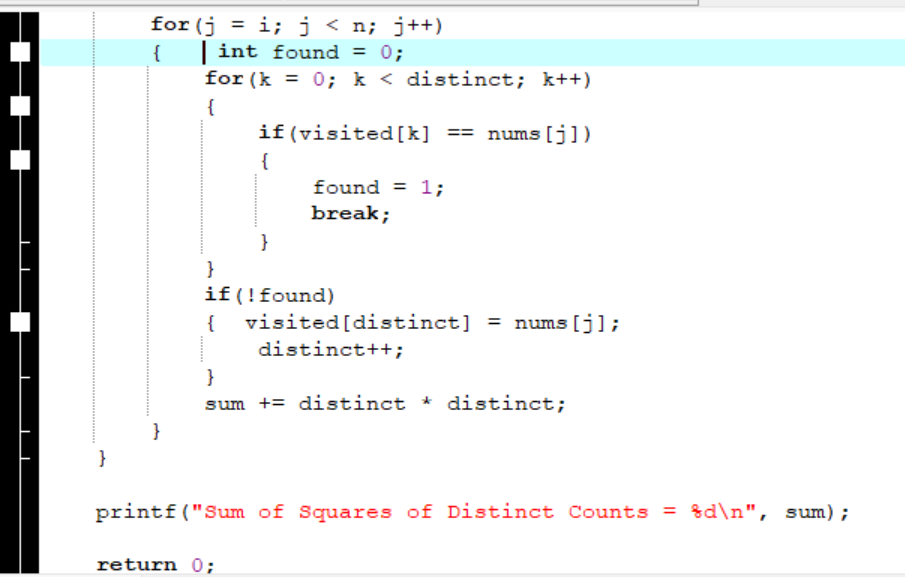 for(j = i; j < n; j++)
{ int found = 0;
for(k = 0; k < distinct; k++)
{
if(visited[k] == nums[j])
{
found = 1;
break;
}
}
if(!found)
{ visited[distinct] = nums[j];
distinct++;
}
sum += distinct * distinct;
}
}
printf("Sum of Squares of Distinct Counts = %d\n", sum);
return 0;